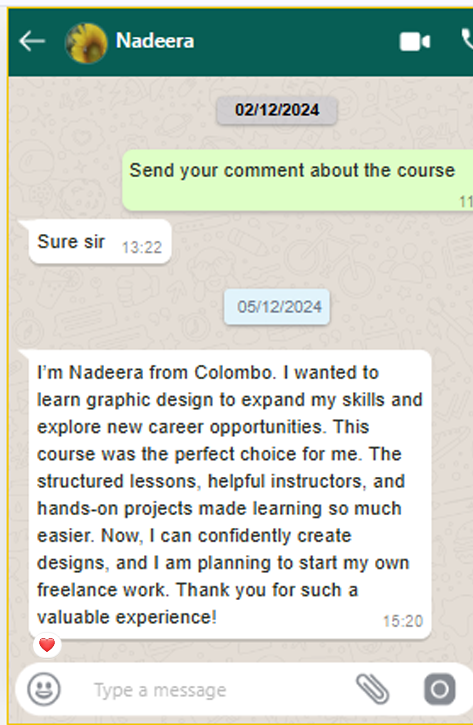 Nadeera
02/12/2024
Send your comment about the course
11
Sure sir 13:22
05/12/2024
I'm Nadeera from Colombo. I wanted to
learn graphic design to expand my skills and
explore new career opportunities. This
course was the perfect choice for me. The
structured lessons, helpful instructors, and
hands-on projects made learning so much
easier. Now, I can confidently create
designs, and I am planning to start my own
freelance work. Thank you for such a
valuable experience! 15:20
Type a message